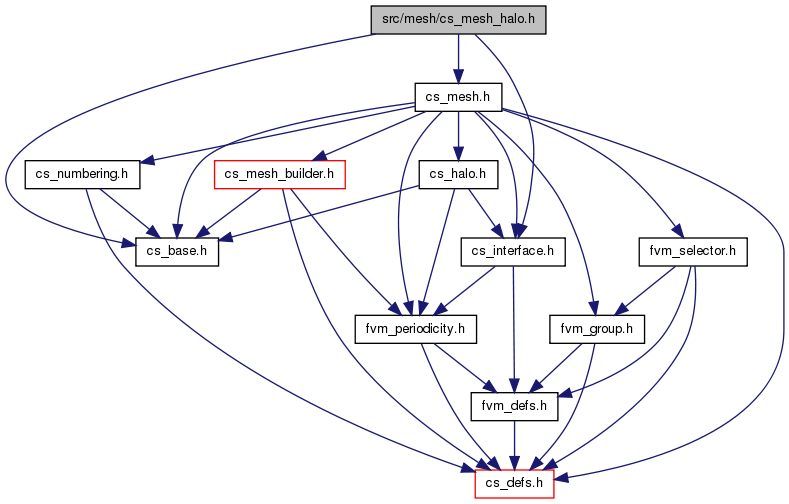 src/mesh/cs_mesh_halo.h
cs_mesh.h
cs_numbering.h
cs_mesh_builder.h
cs_halo.h
cs_base.h
cs_interface.h
fvm_selector.h
fvm_periodicity.h
fvm_group.h
fvm_defs.h
cs_defs.h